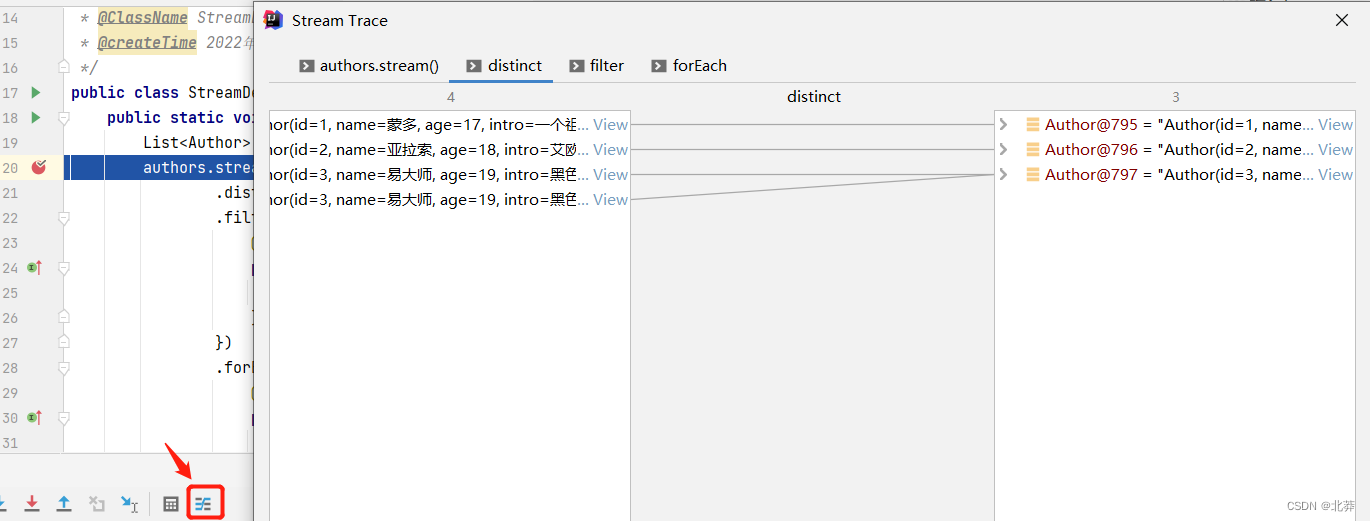 Stream Trace
authors.stream()
distinct
filter
forEach
4
distinct
3
hor(id=1, name=蒙多, age=17, intro=一个祖... View
hor(id=2, name=亚拉索, age=18, intro=艾欧... View
hor(id=3, name=易大师, age=19, intro=黑色... View
hor(id=3, name=易大师, age=19, intro=黑色... View
Author@795 = "Author(id=1, name... View
Author@796 = "Author(id=2, name... View
Author@797 = "Author(id=3, name... View
14 * @ClassName Stream
15 * @createTime 2022年
16 */
17 public class StreamDe
18 public static voi
19 List<Author>
20 authors.strea
21 .dist
22 .filt
23
24
25
26
27 })
28 .forE
29
30
31
CSDN @北莽